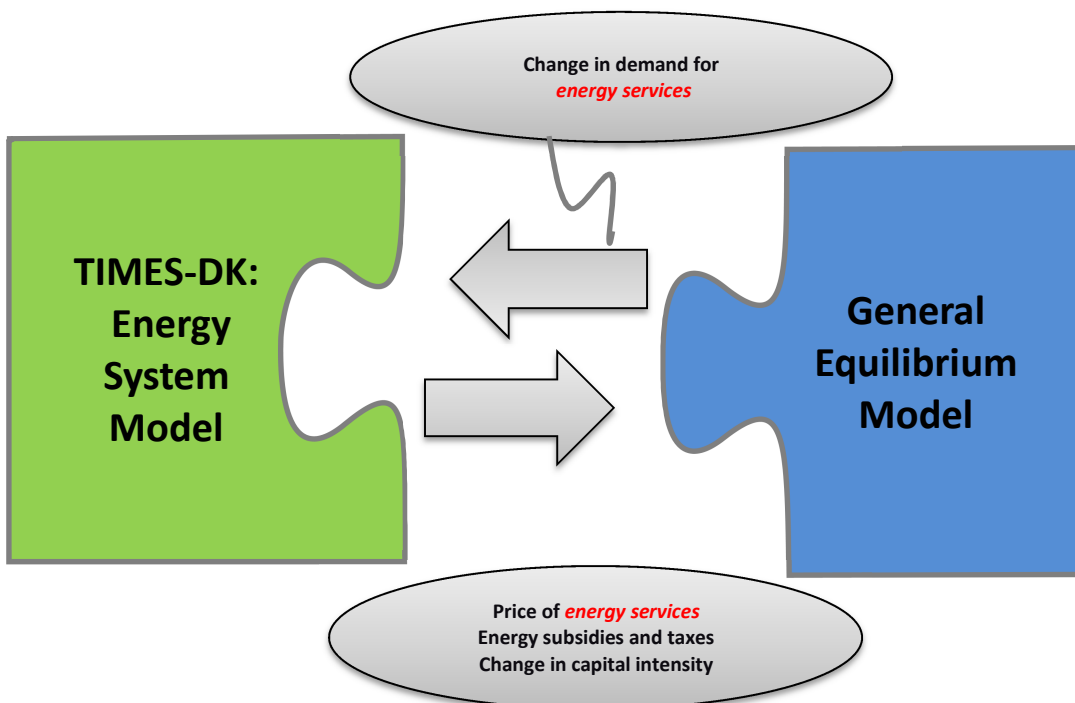 Change in demand for
energy services
TIMES-DK:
Energy
System
Model
General
Equilibrium
Model
Price of energy services
Energy subsidies and taxes
Change in capital intensity